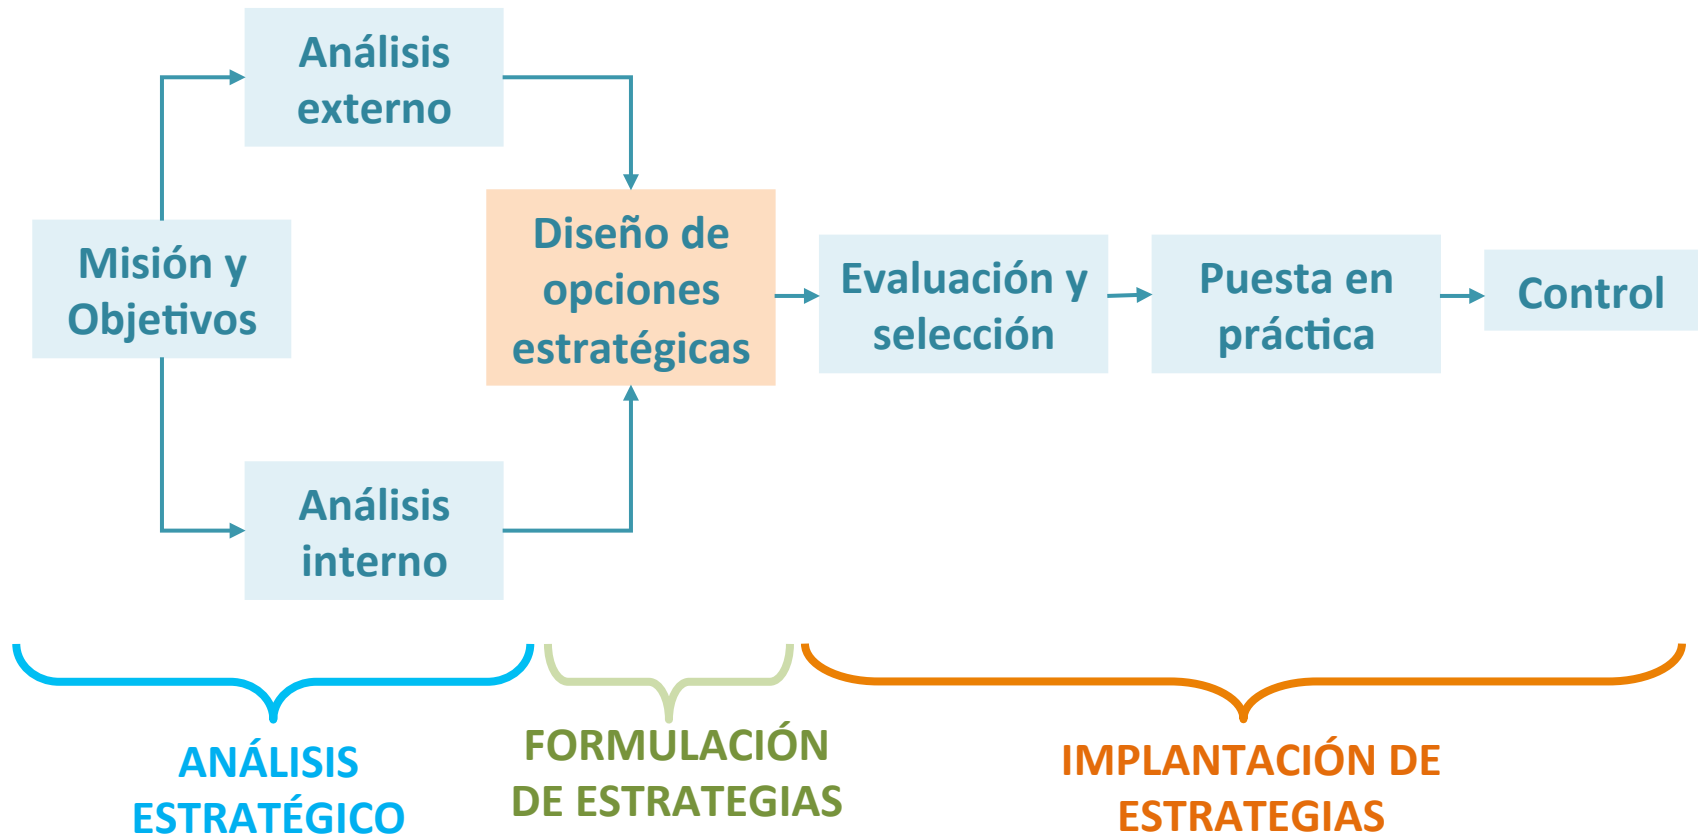 Análisis
externo
Misión y
Objetivos
Diseño de
opciones
estratégicas
Evaluación y
selección
Puesta en
práctica
Control
Análisis
interno
ANÁLISIS
ESTRATÉGICO
FORMULACIÓN
DE ESTRATEGIAS
IMPLANTACIÓN DE
ESTRATEGIAS